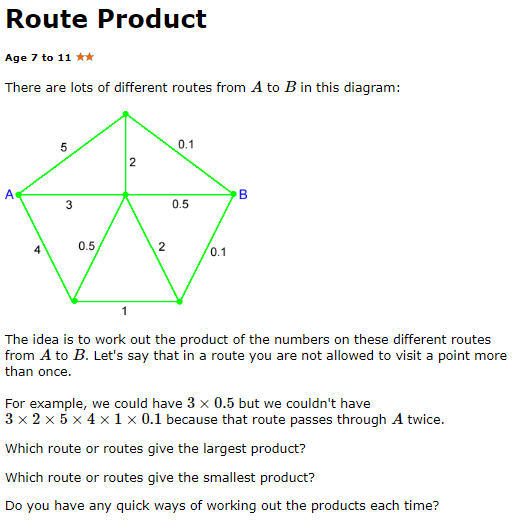 Route Product
Age 7 to 11 ★★
There are lots of different routes from A to B in this diagram:
5
0.1
2
A
B
3
0.5
4
0.5
2
0.1
1
The idea is to work out the product of the numbers on these different routes
from A to B. Let's say that in a route you are not allowed to visit a point more
than once.
For example, we could have 3 × 0.5 but we couldn't have
3 × 2 × 5 × 4 × 1 × 0.1 because that route passes through A twice.
Which route or routes give the largest product?
Which route or routes give the smallest product?
Do you have any quick ways of working out the products each time?